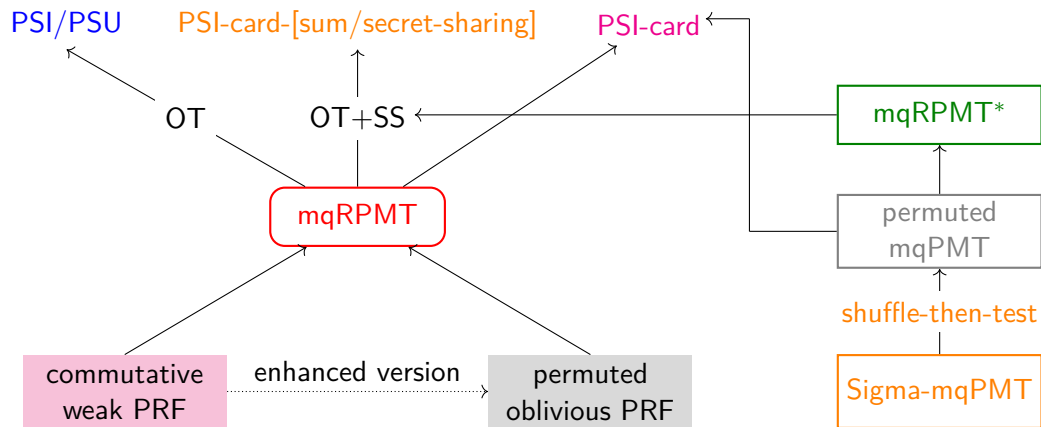 PSI/PSU
PSI-card-[sum/secret-sharing]
PSI-card
OT
OT+SS
mqRPMT*
mqRPMT
permuted
mqPMT
shuffle-then-test
commutative
weak PRF
enhanced version
permuted
oblivious PRF
Sigma-mqPMT